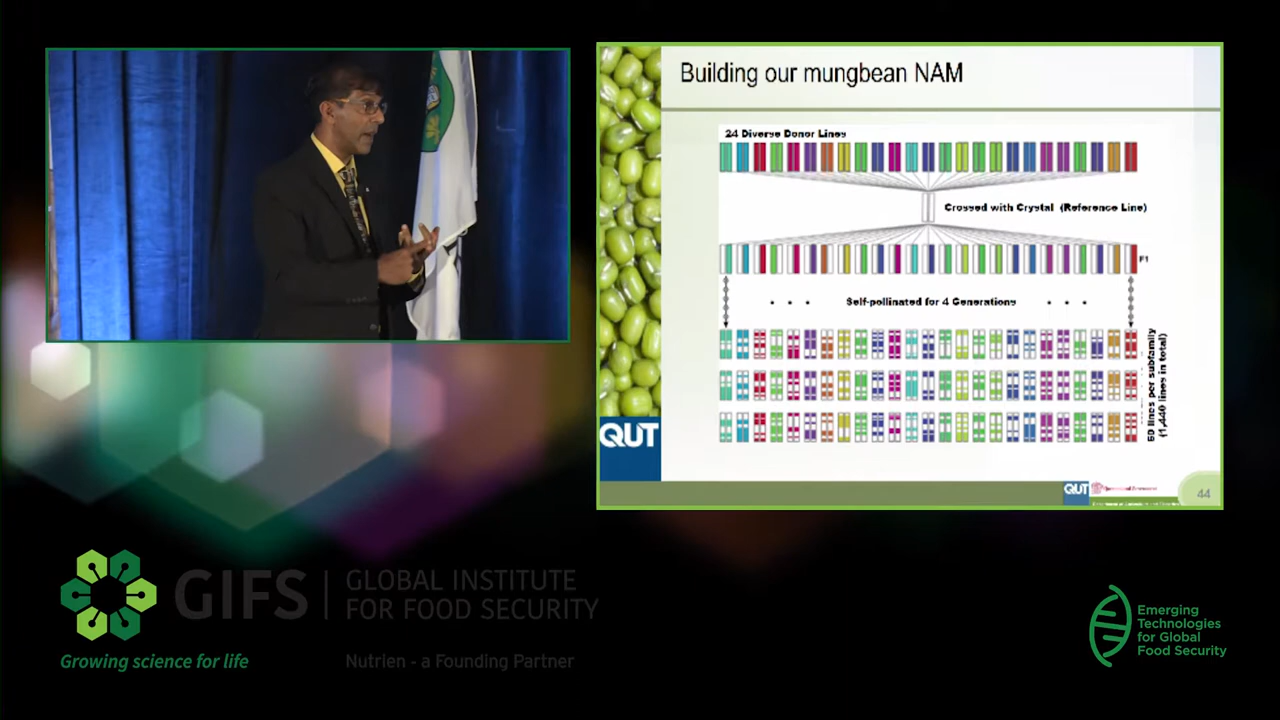 Building our mungbean NAM
24 Diverse Donor Lines
Crossed with Crystal (Reference Line)
F1
Self-pollinated for 4 Generations
60 lines per subfamily
(1,440 lines in total)
QUT
QUT
44
GIFS
GLOBAL INSTITUTE
FOR FOOD SECURITY
Growing science for life
Nutrien - a Founding Partner
Emerging
Technologies
for Global
Food Security